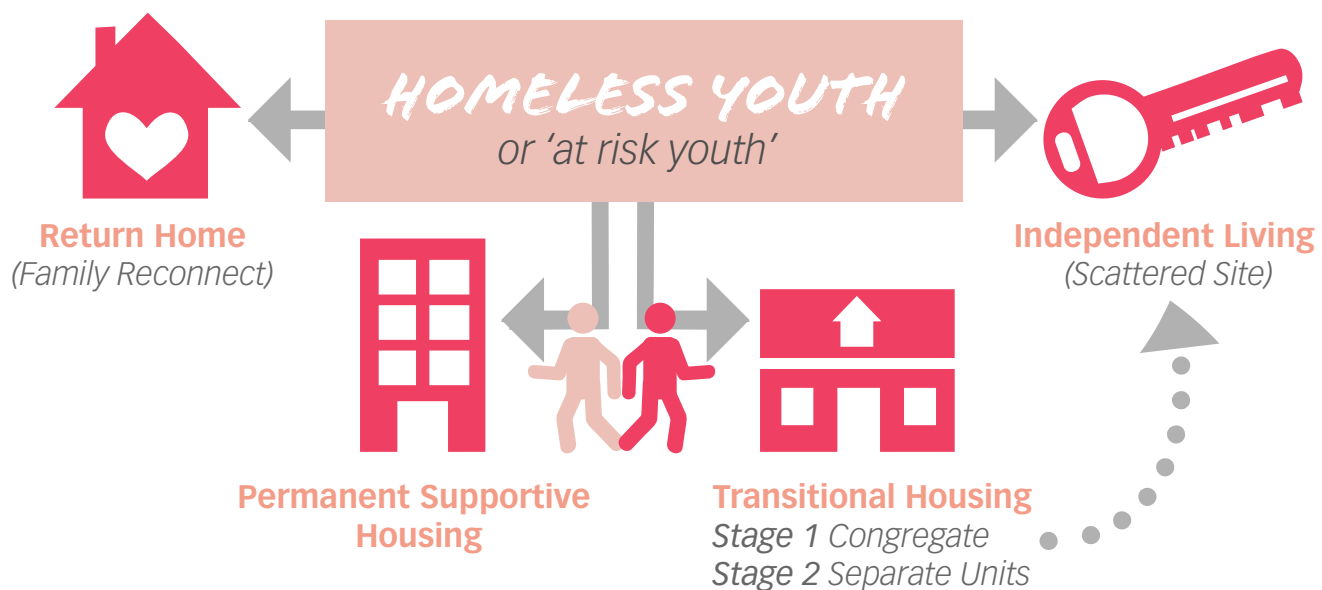 HOMELESS YOUTH
or ‘at risk youth’
Return Home
(Family Reconnect)
Independent Living
(Scattered Site)
Permanent Supportive
Housing
Transitional Housing
Stage 1 Congregate
Stage 2 Separate Units